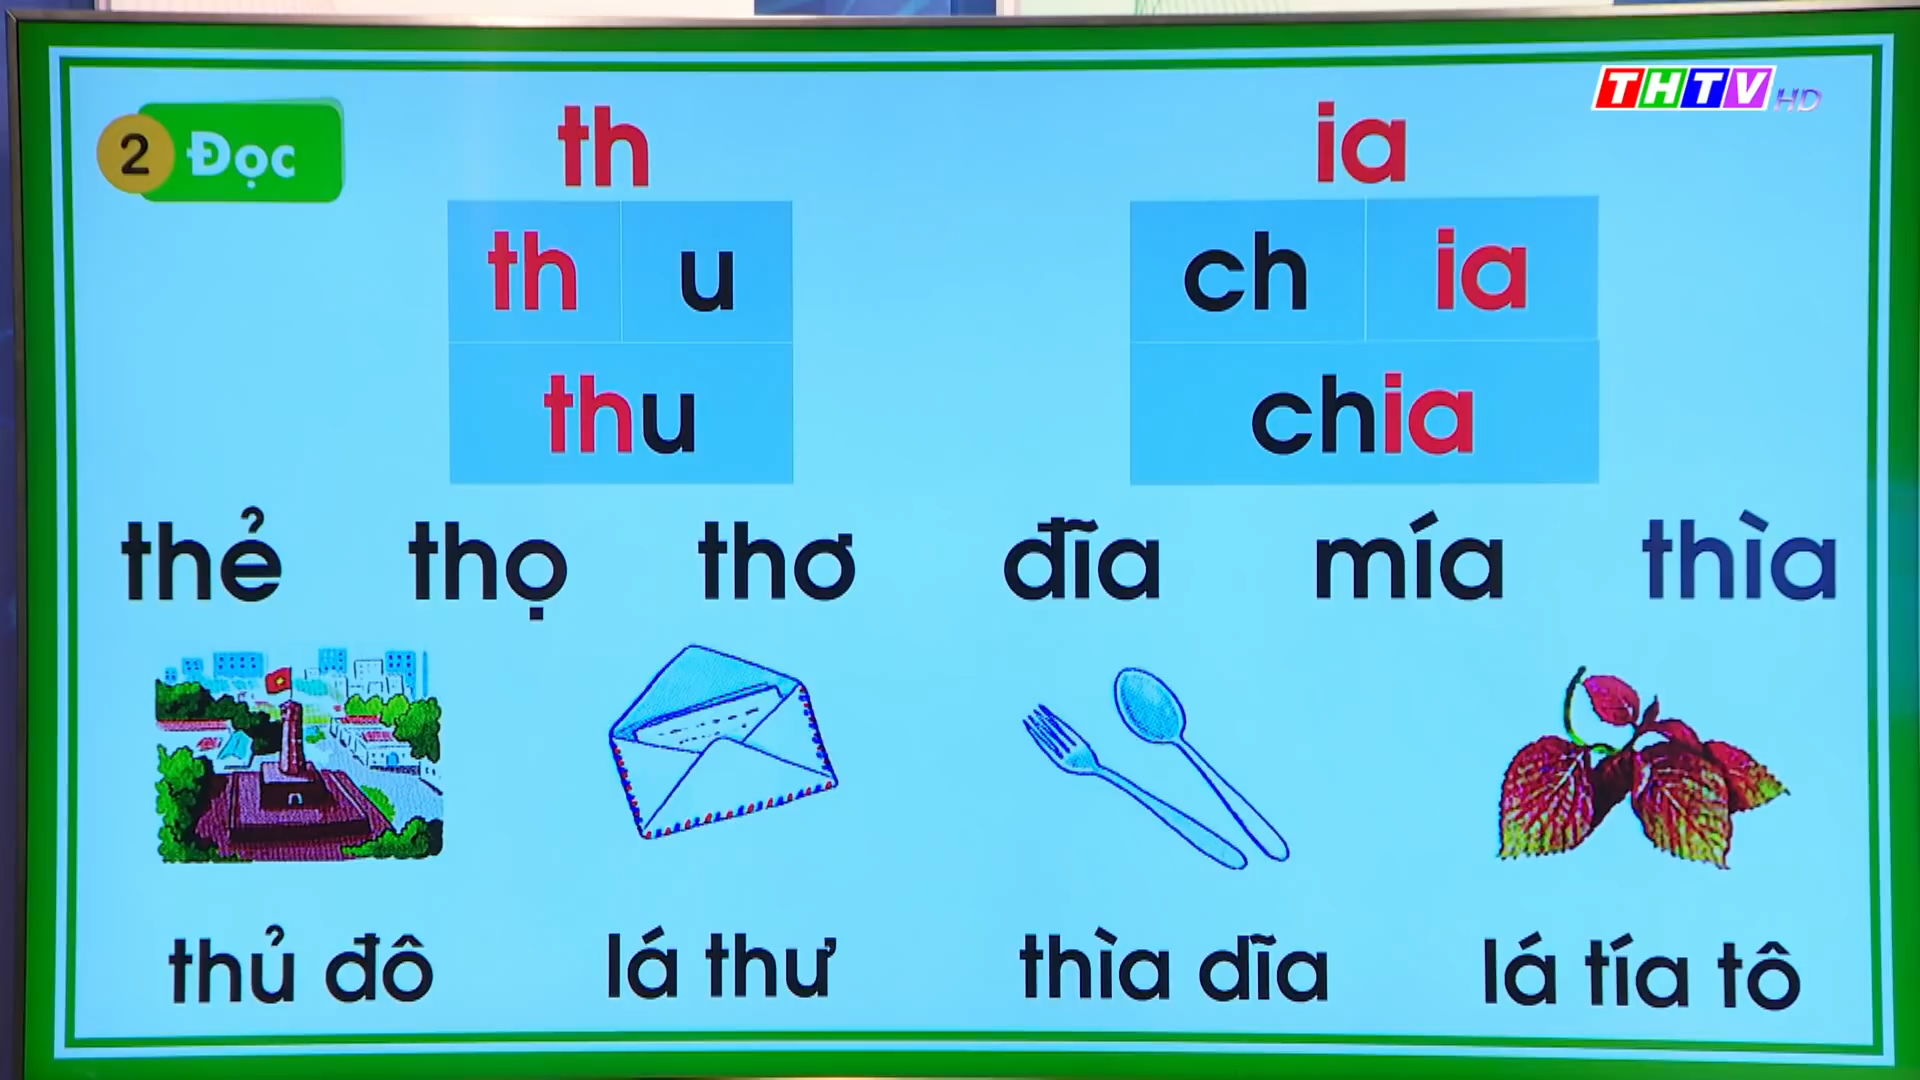 THTV HD
2 Đọc
th ia
th u ch ia
thu chia
thẻ thọ thơ đĩa mía thìa
thủ đô lá thư thìa dĩa lá tía tô